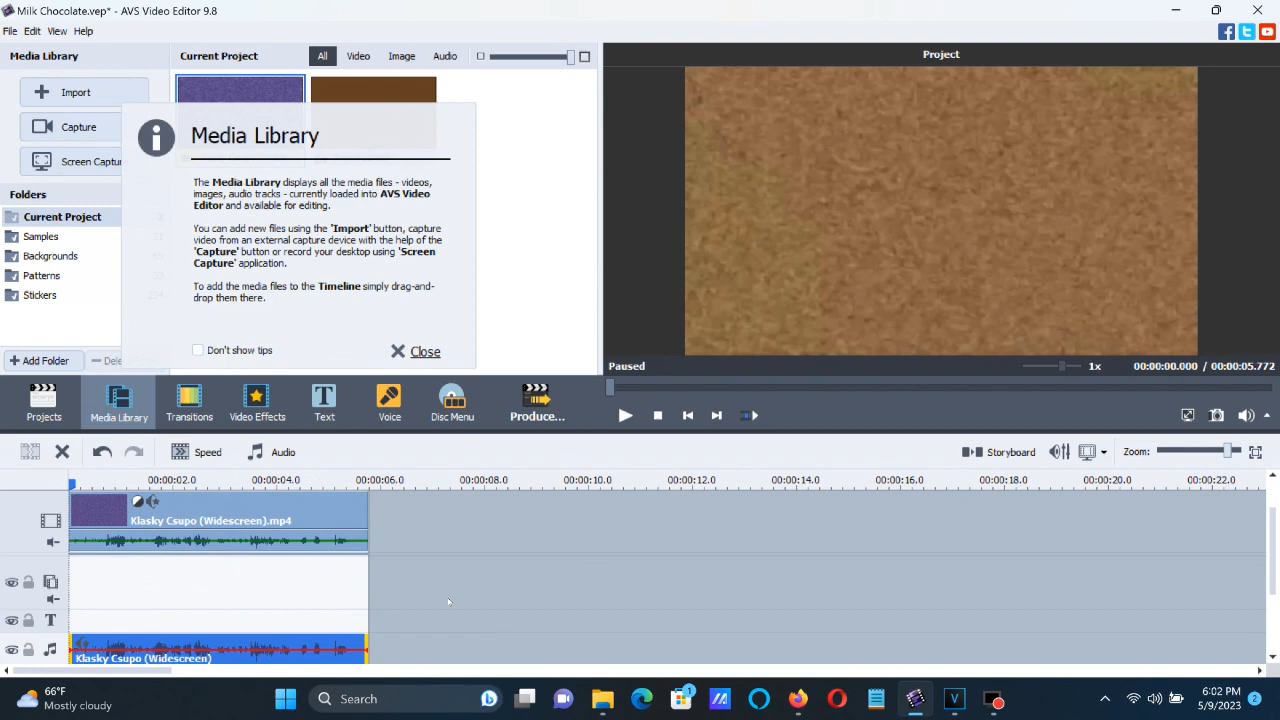 Milk Chocolate.vep* - AVS Video Editor 9.8
File Edit View Help
Media Library
Current Project
All Video Image Audio
Project
Import
Capture
Screen Captu
Folders
Current Project
Samples
Backgrounds
Patterns
Stickers
Add Folder
Media Library
The Media Library displays all the media files - videos,
images, audio tracks - currently loaded into AVS Video
Editor and available for editing.
You can add new files using the 'Import' button, capture
video from an external capture device with the help of the
'Capture' button or record your desktop using 'Screen
Capture' application.
To add the media files to the Timeline simply drag-and-
drop them there.
Don't show tips
Close
Paused
1x
00:00:00.000 / 00:00:05.772
Projects
Media Library
Transitions
Video Effects
Text
Voice
Disc Menu
Produce...
Speed
Audio
Storyboard
Zoom:
00:00:02.0 00:00:04.0 00:00:06.0 00:00:08.0 00:00:10.0 00:00:12.0 00:00:14.0 00:00:16.0 00:00:18.0 00:00:20.0 00:00:22.0
Klasky Csupo (Widescreen).mp4
T
Klasky Csupo (Widescreen)
66°F
Mostly cloudy
Search
1
6:02 PM
5/9/2023
2